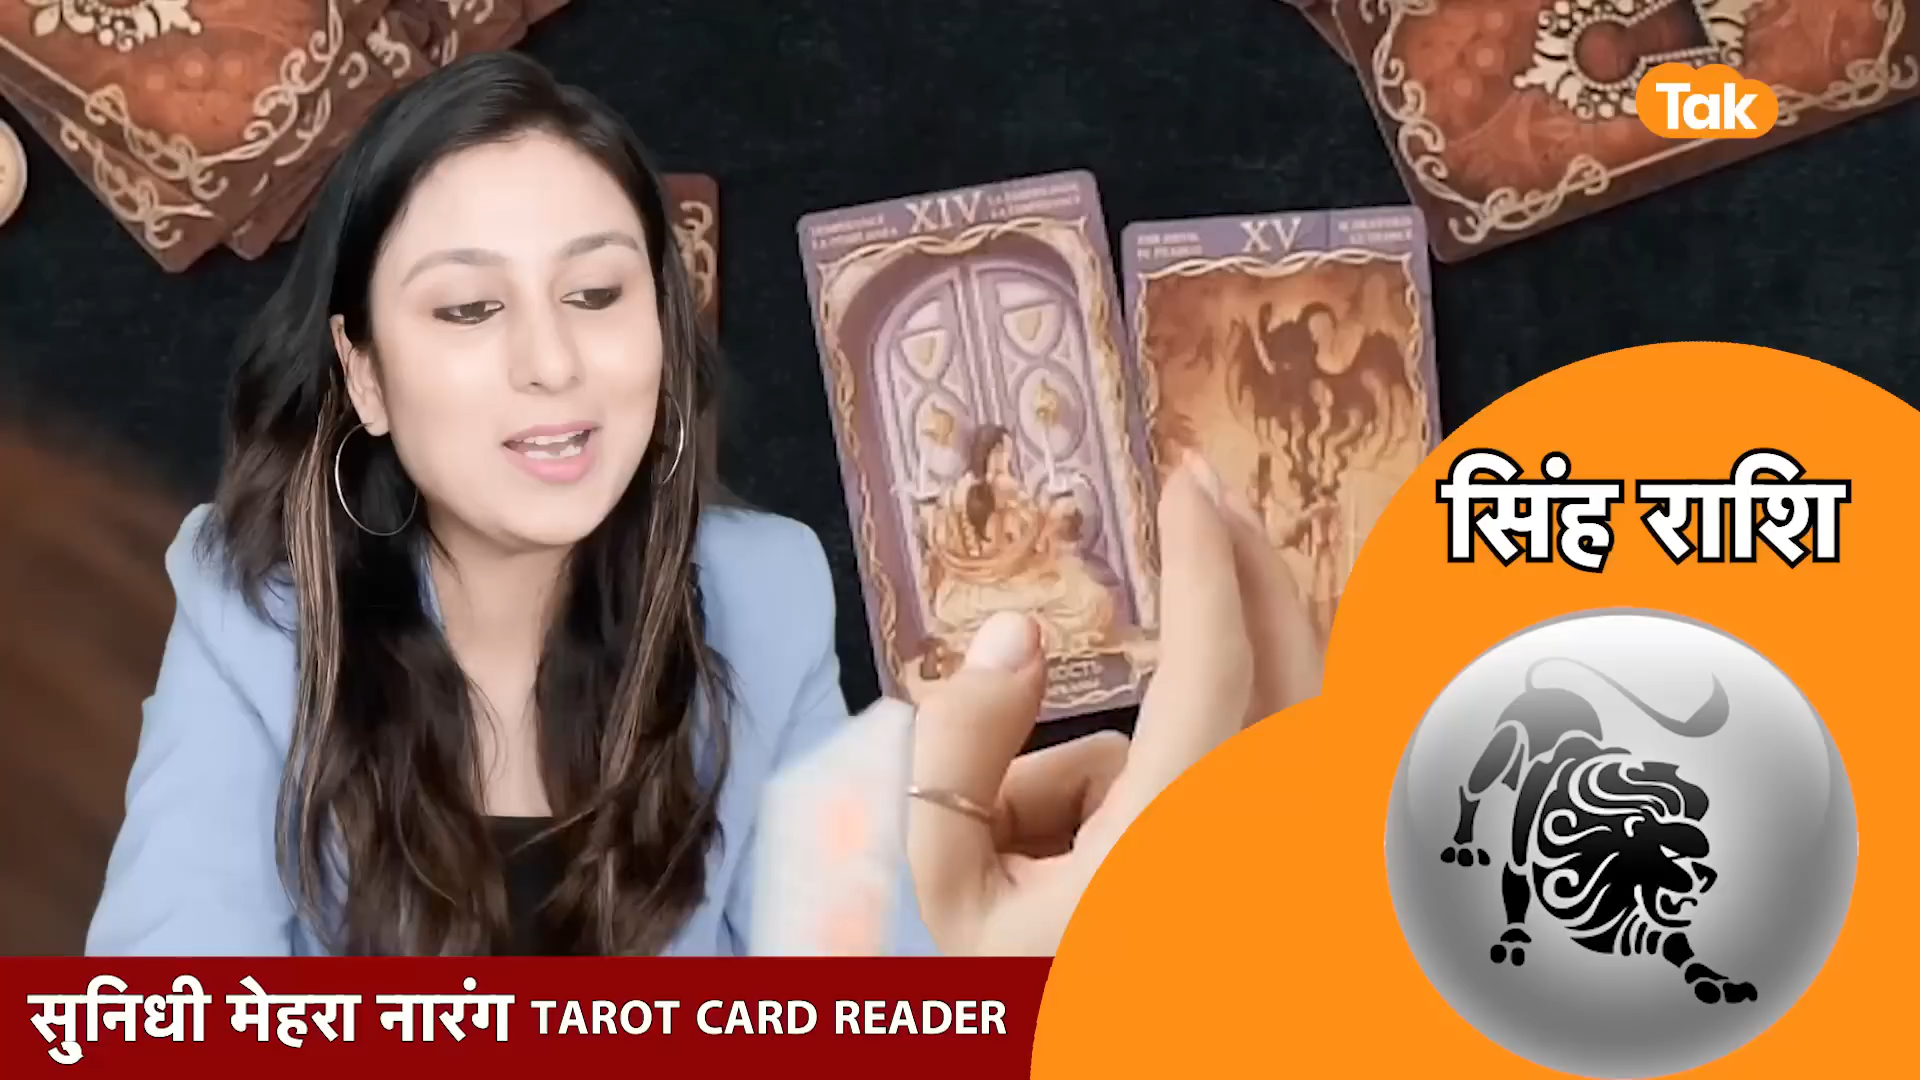 Tak
XIV
XV
सिंह राशि
सुनिधी मेहरा नारंग TAROT CARD READER